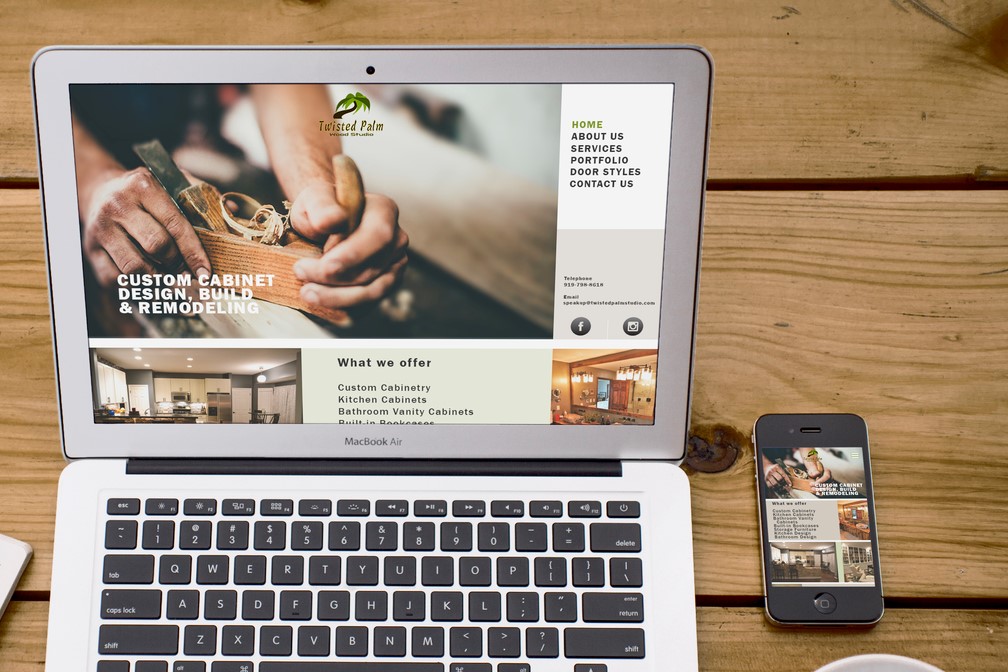 Twisted Palm
Wood Studio
HOME
ABOUT US
SERVICES
PORTFOLIO
DOOR STYLES
CONTACT US
CUSTOM CABINET
DESIGN, BUILD
& REMODELING
Telephone
919-798-8618
Email
speakup@twistedpalmstudio.com
What we offer
Custom Cabinetry
Kitchen Cabinets
Bathroom Vanity Cabinets
Built-in Bookcases
MacBook Air
esc F1 F2 F3 F4 F5 F6 F7 F8 F9 F10 F11 F12
~ ` ! 1 @ 2 # 3 $ 4 % 5 ^ 6 & 7 * 8 ( 9 ) 0 _ - + = delete
tab Q W E R T Y U I O P { [ } ] | \
caps lock A S D F G H J K L : ; " ' enter return
shift Z X C V B N M < , > . ? / shift
alt ⌘ ⌘ alt
CUSTOM CABINET
DESIGN, BUILD
& REMODELING
What we offer
Custom Cabinetry
Kitchen Cabinets
Bathroom Vanity
Cabinets
Built-in Bookcases
Storage Furniture
Kitchen Design
Bathroom Design